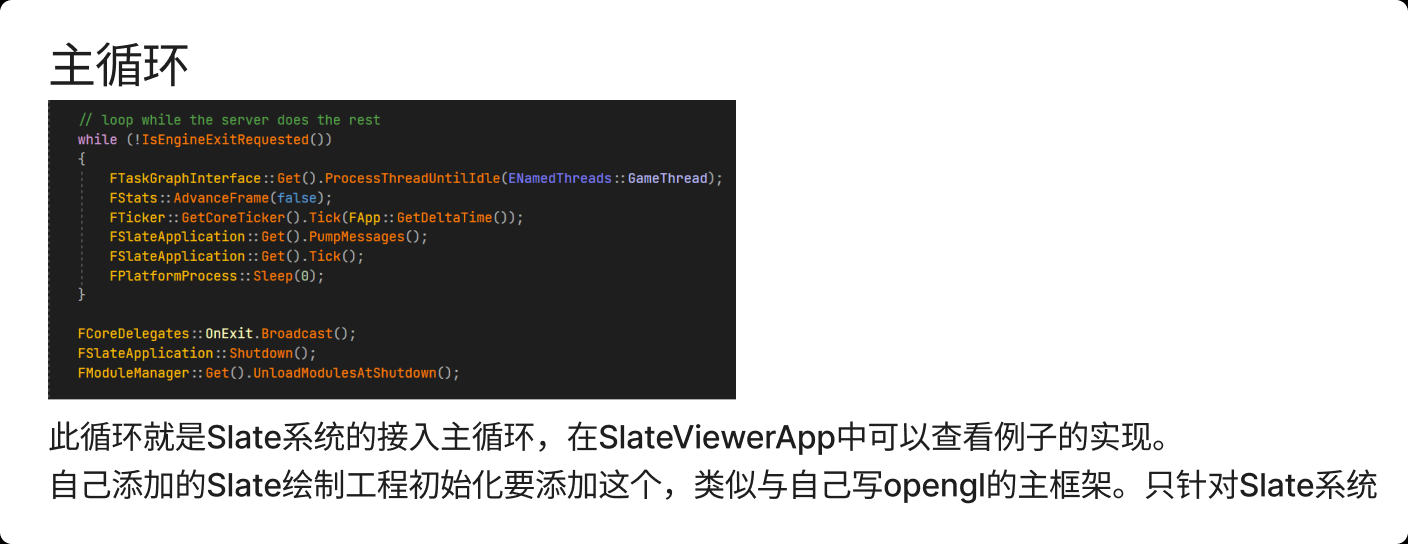 主循环
// loop while the server does the rest
while (!IsEngineExitRequested())
{
FTaskGraphInterface::Get().ProcessThreadUntilIdle(ENamedThreads::GameThread);
FStats::AdvanceFrame(false);
FTicker::GetCoreTicker().Tick(FApp::GetDeltaTime());
FSlateApplication::Get().PumpMessages();
FSlateApplication::Get().Tick();
FPlatformProcess::Sleep(0);
}
FCoreDelegates::OnExit.Broadcast();
FSlateApplication::Shutdown();
FModuleManager::Get().UnloadModulesAtShutdown();
此循环就是Slate系统的接入主循环，在SlateViewerApp中可以查看例子的实现。
自己添加的Slate绘制工程初始化要添加这个，类似与自己写opengl的主框架。只针对Slate系统